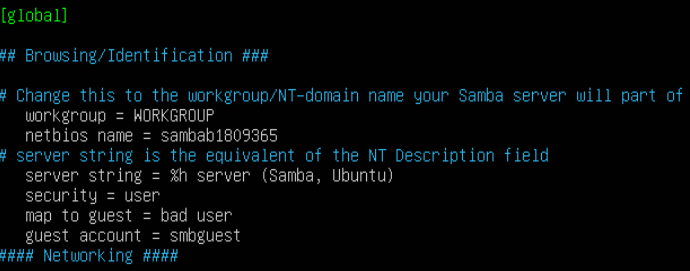 [global]
## Browsing/Identification ###
# Change this to the workgroup/NT-domain name your Samba server will part of
workgroup = WORKGROUP
netbios name = sambab1809365
# server string is the equivalent of the NT Description field
server string = %h server (Samba, Ubuntu)
security = user
map to guest = bad user
guest account = smbguest
#### Networking ####